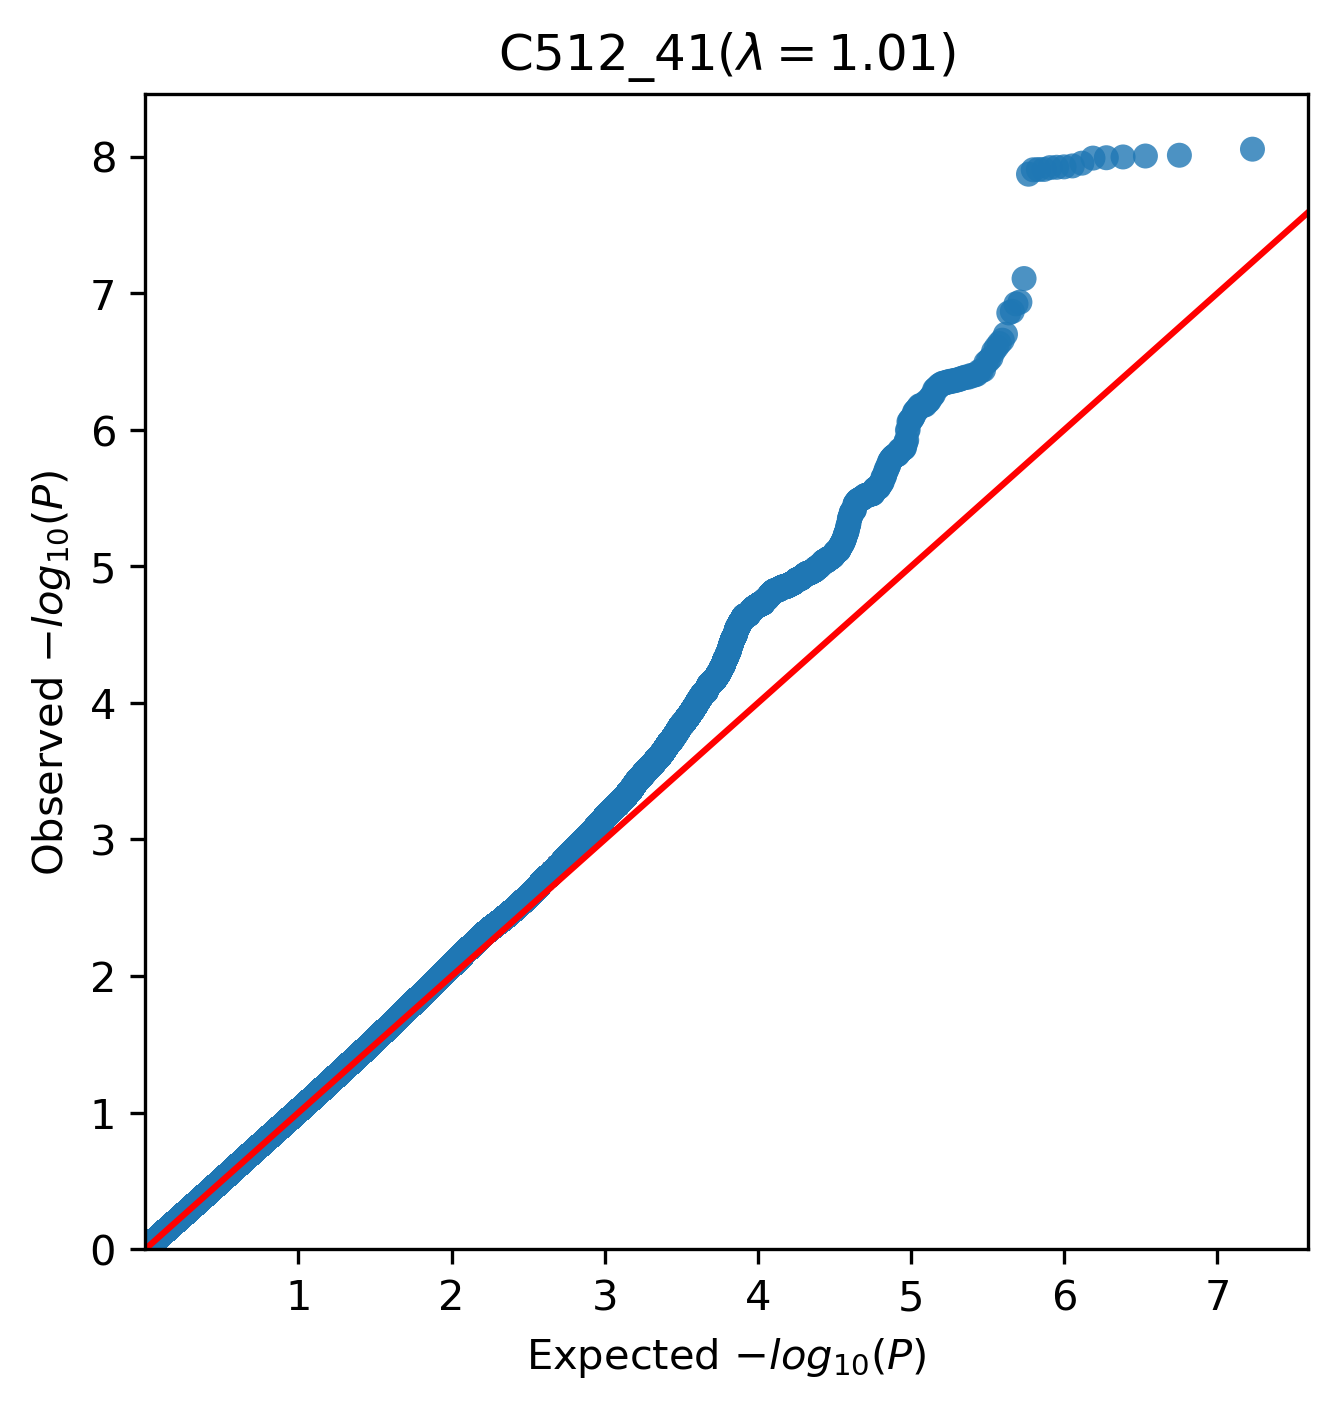 C512_41(λ = 1.01)
Observed −log₁₀(P)
8
7
6
5
4
3
2
1
0
1 2 3 4 5 6 7
Expected −log₁₀(P)